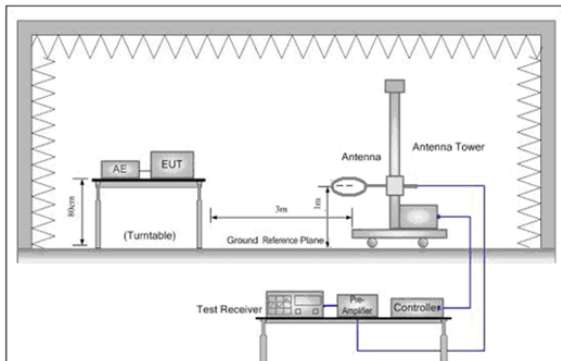 AE
EUT
80cm
(Turntable)
3m
Antenna
Antenna Tower
1m
Ground Reference Plane
Test Receiver
Pre-
Amplifier
Controller